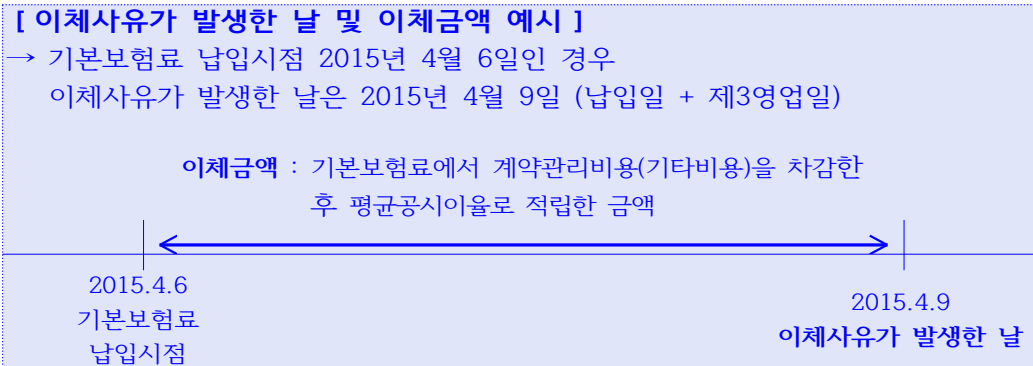 [ 이체사유가 발생한 날 및 이체금액 예시 ]
→ 기본보험료 납입시점 2015년 4월 6일인 경우
이체사유가 발생한 날은 2015년 4월 9일 (납입일 + 제3영업일)
이체금액 : 기본보험료에서 계약관리비용(기타비용)을 차감한
후 평균공시이율로 적립한 금액
2015.4.6
기본보험료
납입시점
2015.4.9
이체사유가 발생한 날